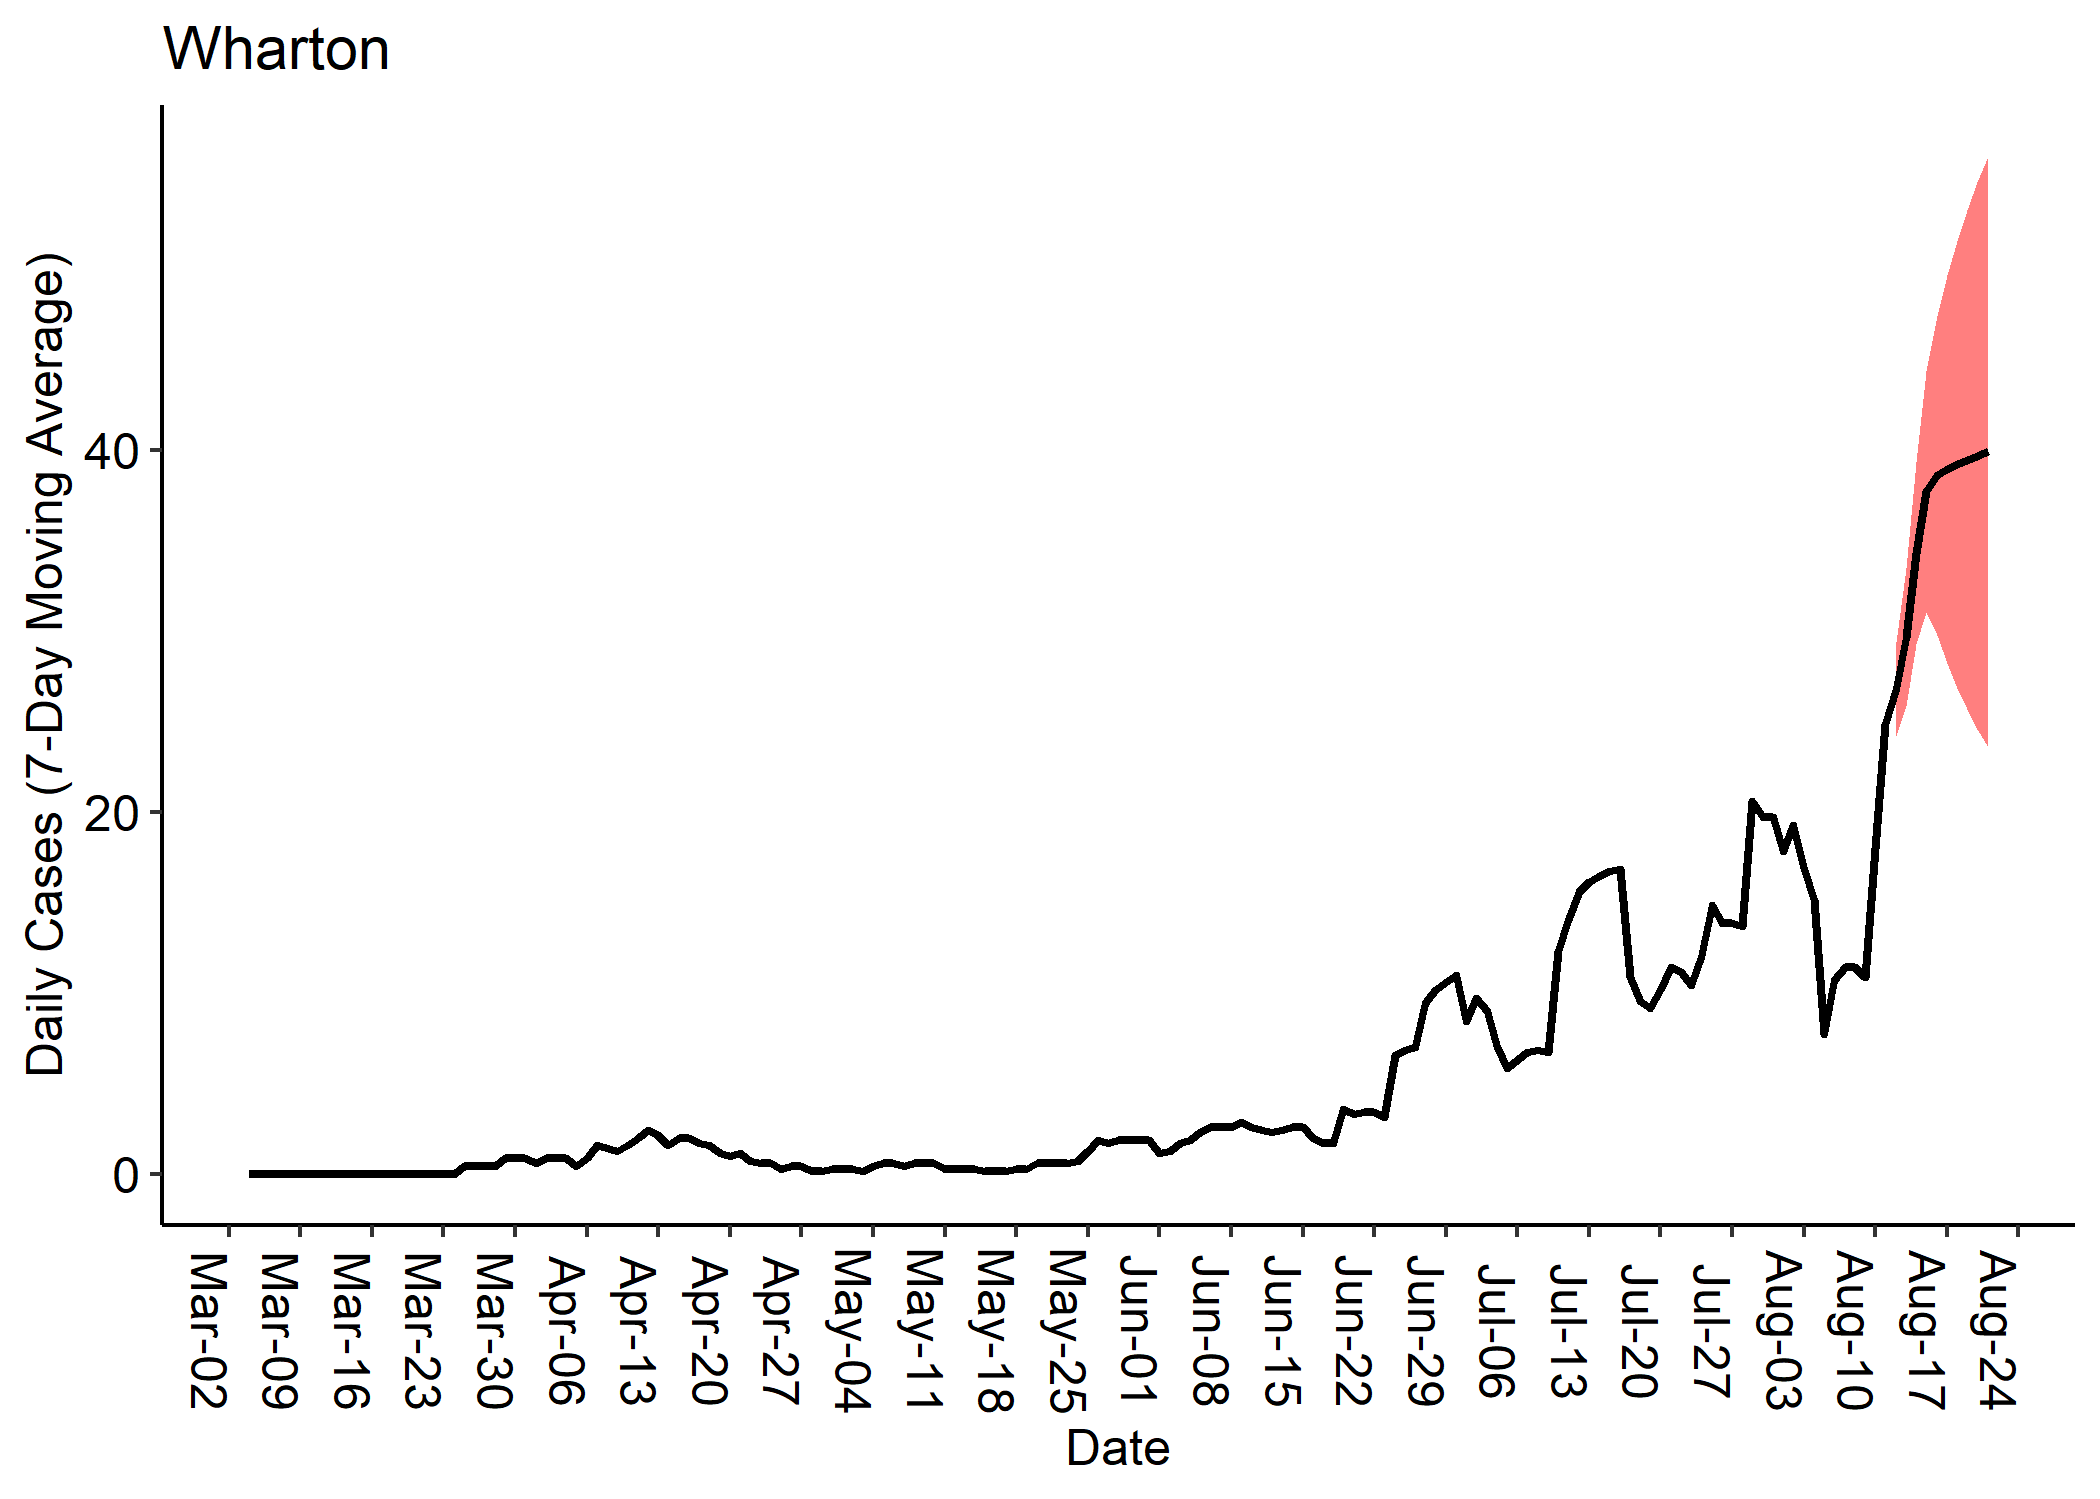 Wharton
Daily Cases (7-Day Moving Average)
40
20
0
Mar-02
Mar-09
Mar-16
Mar-23
Mar-30
Apr-06
Apr-13
Apr-20
Apr-27
May-04
May-11
May-18
May-25
Jun-01
Jun-08
Jun-15
Jun-22
Jun-29
Jul-06
Jul-13
Jul-20
Jul-27
Aug-03
Aug-10
Aug-17
Aug-24
Date